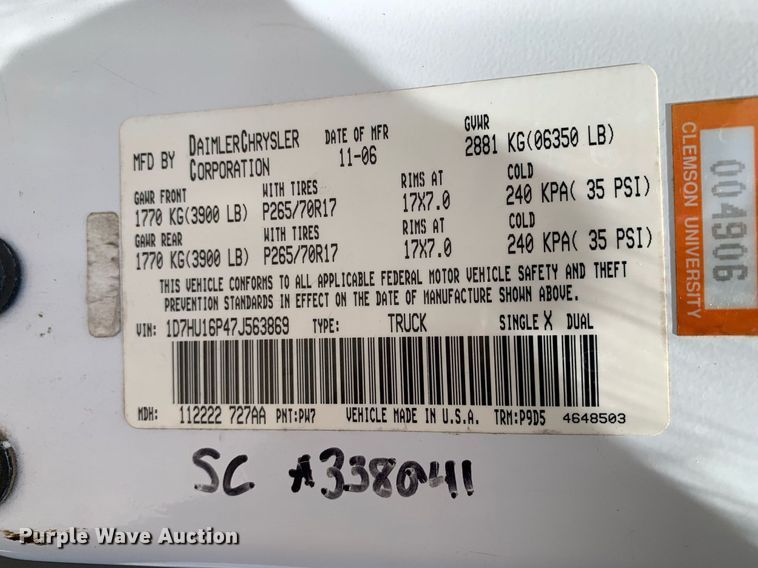 MFD BY DAIMLERCHRYSLER CORPORATION DATE OF MFR 11-06 GVWR 2881 KG(06350 LB)
GAWR FRONT WITH TIRES RIMS AT COLD
1770 KG(3900 LB) P265/70R17 17X7.0 240 KPA( 35 PSI)
GAWR REAR WITH TIRES RIMS AT COLD
1770 KG(3900 LB) P265/70R17 17X7.0 240 KPA( 35 PSI)
THIS VEHICLE CONFORMS TO ALL APPLICABLE FEDERAL MOTOR VEHICLE SAFETY AND THEFT
PREVENTION STANDARDS IN EFFECT ON THE DATE OF MANUFACTURE SHOWN ABOVE.
VIN: 1D7HU16P47J563869 TYPE: TRUCK SINGLE X DUAL
MDH: 112222 727AA PNT:PW7 VEHICLE MADE IN U.S.A. TRM:P9D5 4648503
CLEMSON UNIVERSITY
004906
SC A3380411
Purple Wave Auction